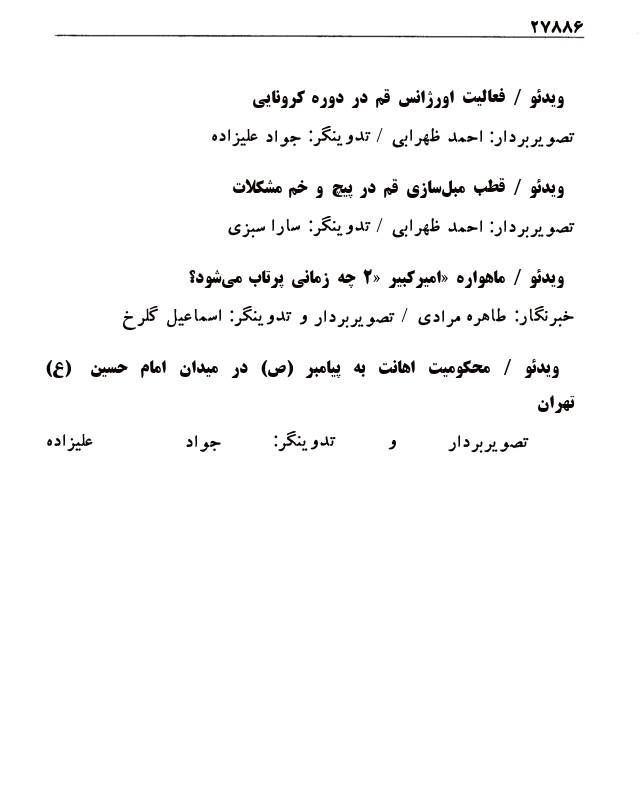 ۲۷۸۸۶
ویدئو / فعالیت اورژانس قم در دوره کرونایی
تصویربردار: احمد ظهرابی / تدوینگر: جواد علیزاده
ویدئو / قطب مبل‌سازی قم در پیچ و خم مشکلات
تصویربردار: احمد ظهرابی / تدوینگر: سارا سبزی
ویدئو / ماهواره «امیرکبیر «۲ چه زمانی پرتاب می‌شود؟
خبرنگار: طاهره مرادی / تصویربردار و تدوینگر: اسماعیل گلرخ
ویدئو / محکومیت اهانت به پیامبر (ص) در میدان امام حسین (ع)
تهران
تصویربردار و تدوینگر: جواد علیزاده